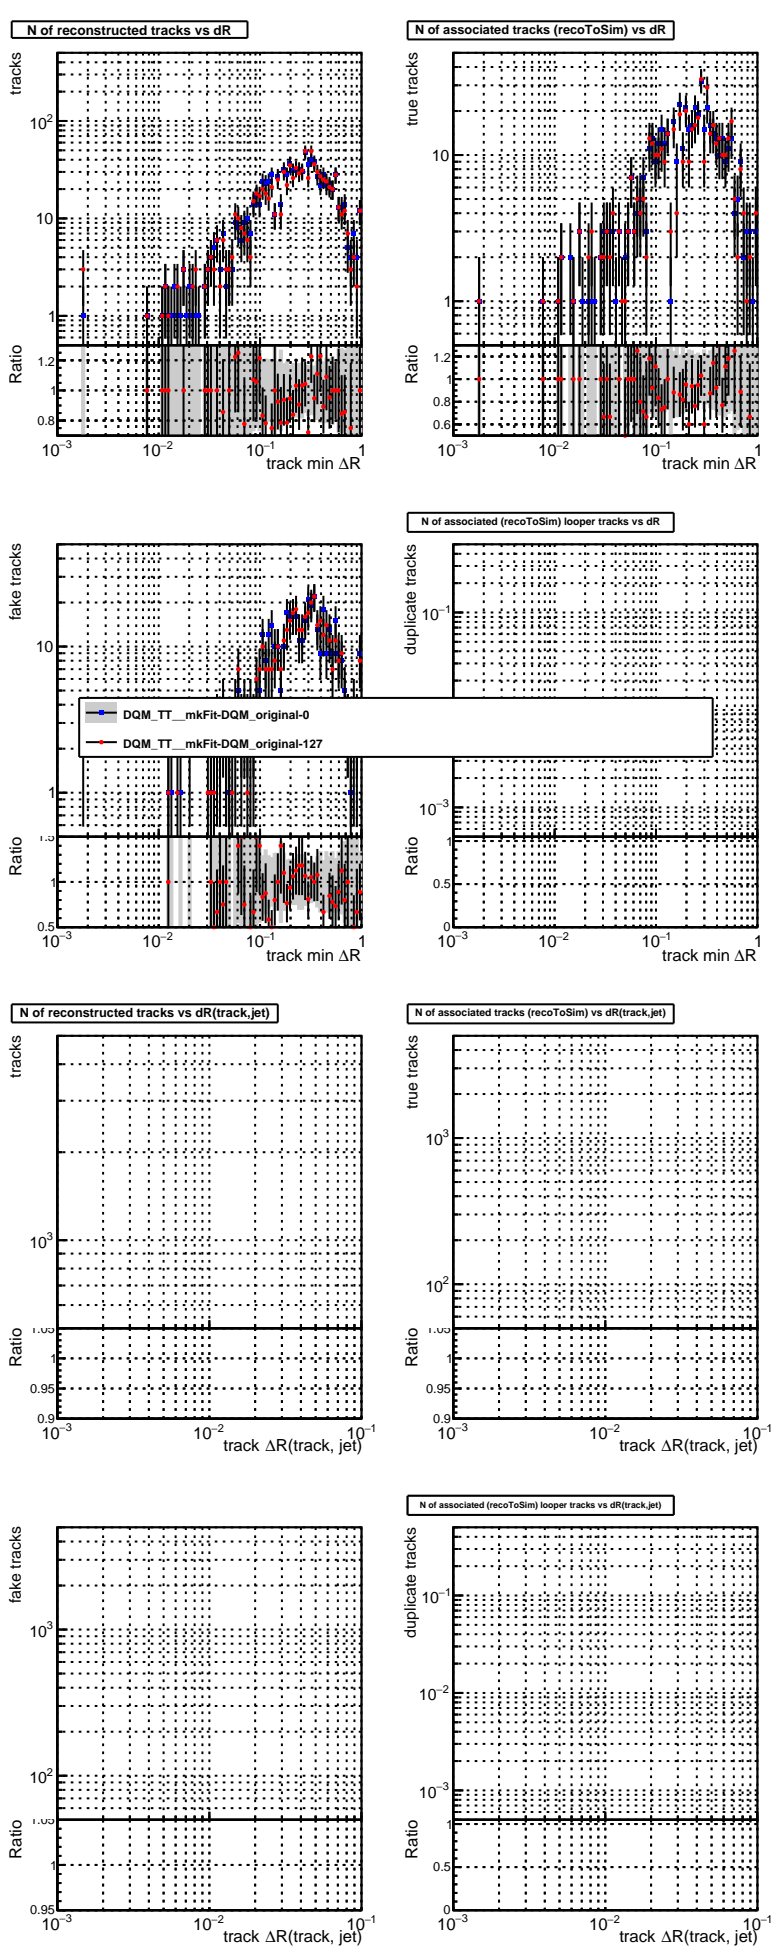 N of reconstructed tracks vs dR
tracks
10²
10
1
Ratio
1.2
1
0.8
10⁻³
10⁻²
10⁻¹
1
track min ΔR
N of associated tracks (recoToSim) vs dR
true tracks
10
1
Ratio
1.2
1
0.8
0.6
10⁻³
10⁻²
10⁻¹
1
track min ΔR
fake tracks
10
1
Ratio
1.5
1
0.5
10⁻³
10⁻²
10⁻¹
1
track min ΔR
N of associated (recoToSim) looper tracks vs dR
duplicate tracks
10⁻¹
10⁻³
Ratio
1
0.5
0
10⁻³
10⁻²
10⁻¹
1
track min ΔR
DQM_TT__mkFit-DQM_original-0
DQM_TT__mkFit-DQM_original-127
N of reconstructed tracks vs dR(track,jet)
tracks
10³
Ratio
1.05
1
0.95
0.9
10⁻³
10⁻²
10⁻¹
track ΔR(track, jet)
N of associated tracks (recoToSim) vs dR(track,jet)
true tracks
10³
10²
Ratio
1.05
1
0.95
0.9
10⁻³
10⁻²
10⁻¹
track ΔR(track, jet)
fake tracks
10³
10²
Ratio
1.05
1
0.95
10⁻³
10⁻²
10⁻¹
track ΔR(track, jet)
N of associated (recoToSim) looper tracks vs dR(track,jet)
duplicate tracks
10⁻¹
10⁻²
10⁻³
Ratio
1
0.5
0
10⁻³
10⁻²
10⁻¹
track ΔR(track, jet)